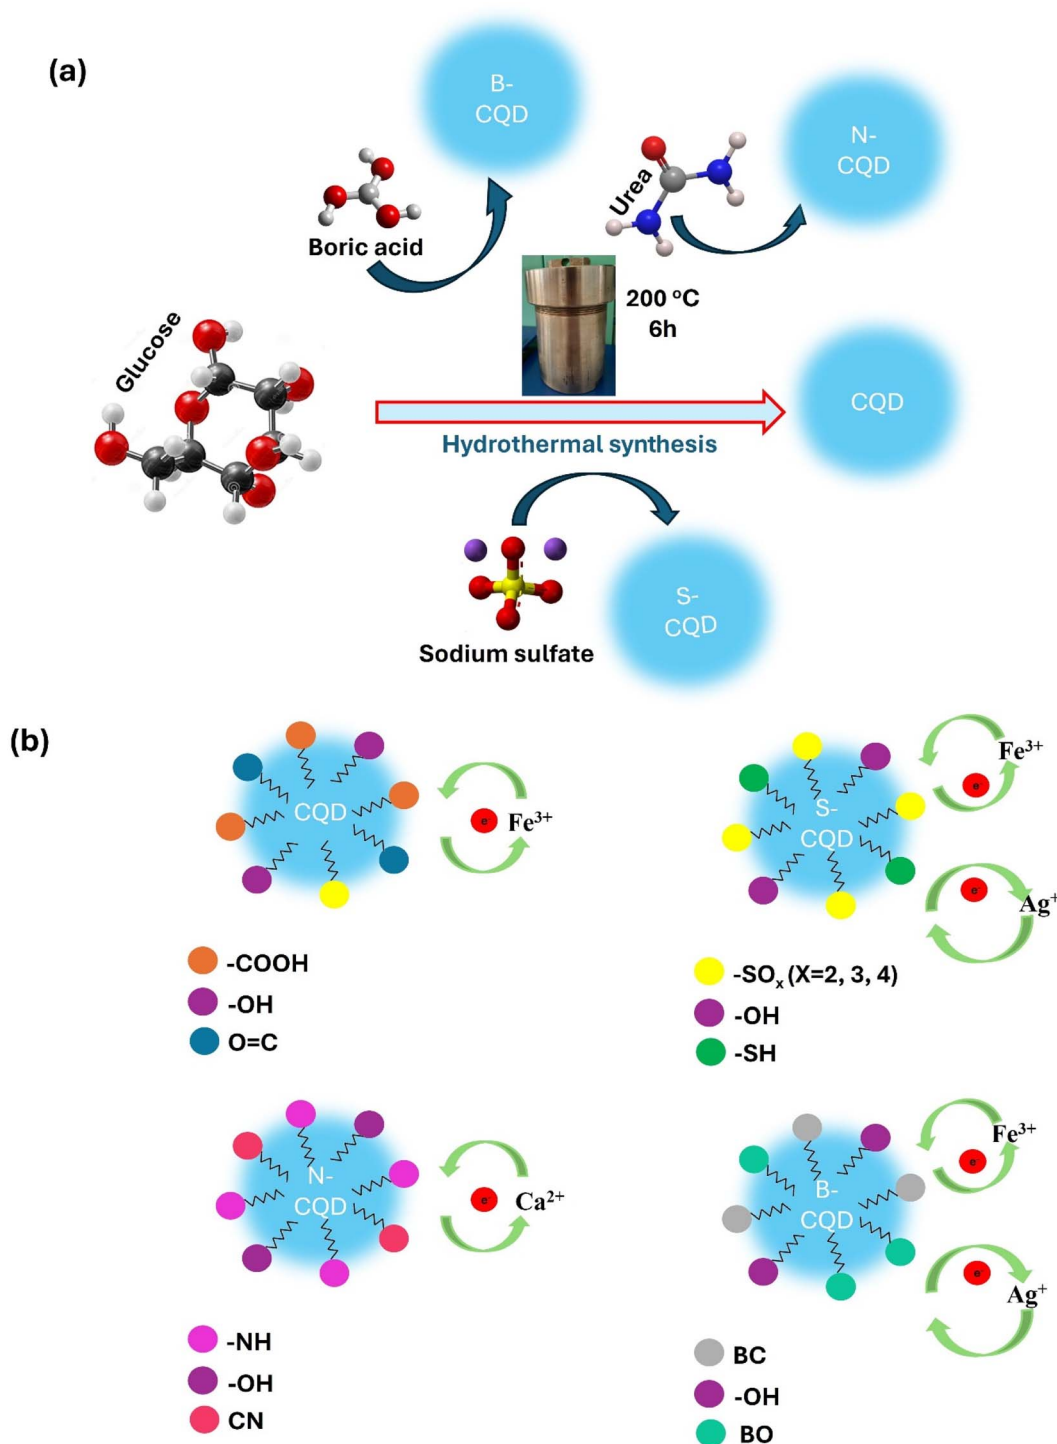 (a)
B-
CQD
N-
CQD
Urea
Boric acid
200 °C
6h
Glucose
CQD
Hydrothermal synthesis
S-
CQD
Sodium sulfate
(b)
CQD
e-
Fe³⁺
-COOH
-OH
O=C
S-
CQD
Fe³⁺
e-
e-
Ag⁺
-SOₓ (X=2, 3, 4)
-OH
-SH
N-
CQD
e-
Ca²⁺
-NH
-OH
CN
B-
CQD
Fe³⁺
e-
e-
Ag⁺
BC
-OH
BO